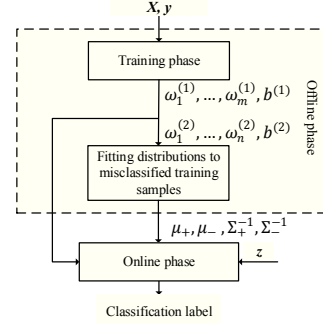 X, y
Training phase
Offline phase
ω₁⁽¹⁾, ..., ωₘ⁽¹⁾, b⁽¹⁾
ω₁⁽²⁾, ..., ωₙ⁽²⁾, b⁽²⁾
Fitting distributions to
misclassified training
samples
μ₊, μ₋, Σ₊⁻¹, Σ₋⁻¹
Online phase
z
Classification label